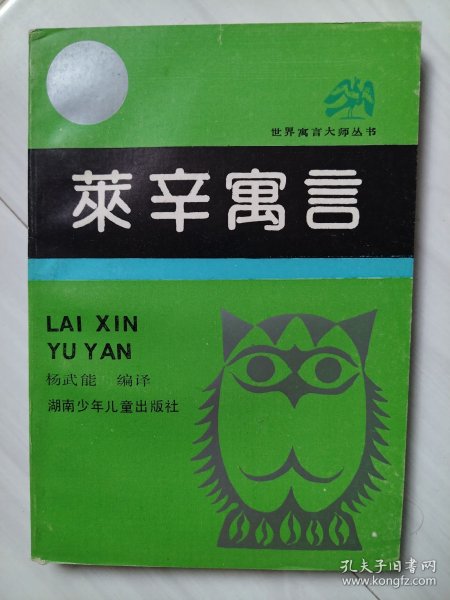 世界寓言大师丛书
萊辛寓言
LAI XIN
YU YAN
杨武能 编译
湖南少年儿童出版社
孔夫子旧书网
www.kongfz.com